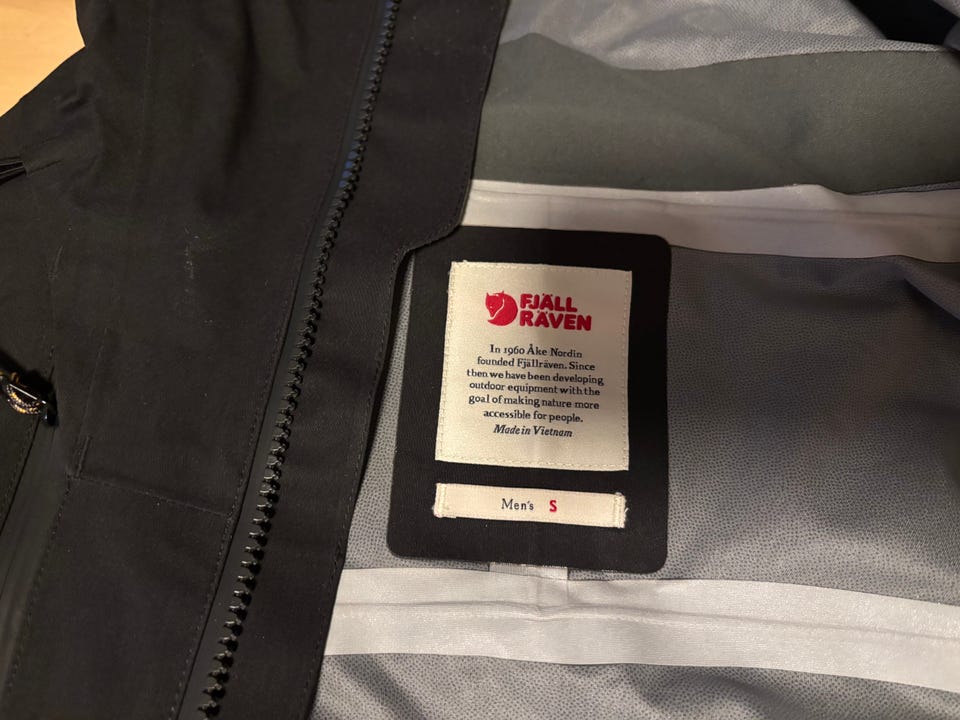 FJÄLL
RÄVEN
In 1960 Åke Nordin
founded Fjällräven. Since
then we have been developing
outdoor equipment with the
goal of making nature more
accessible for people.
Made in Vietnam
Men's S